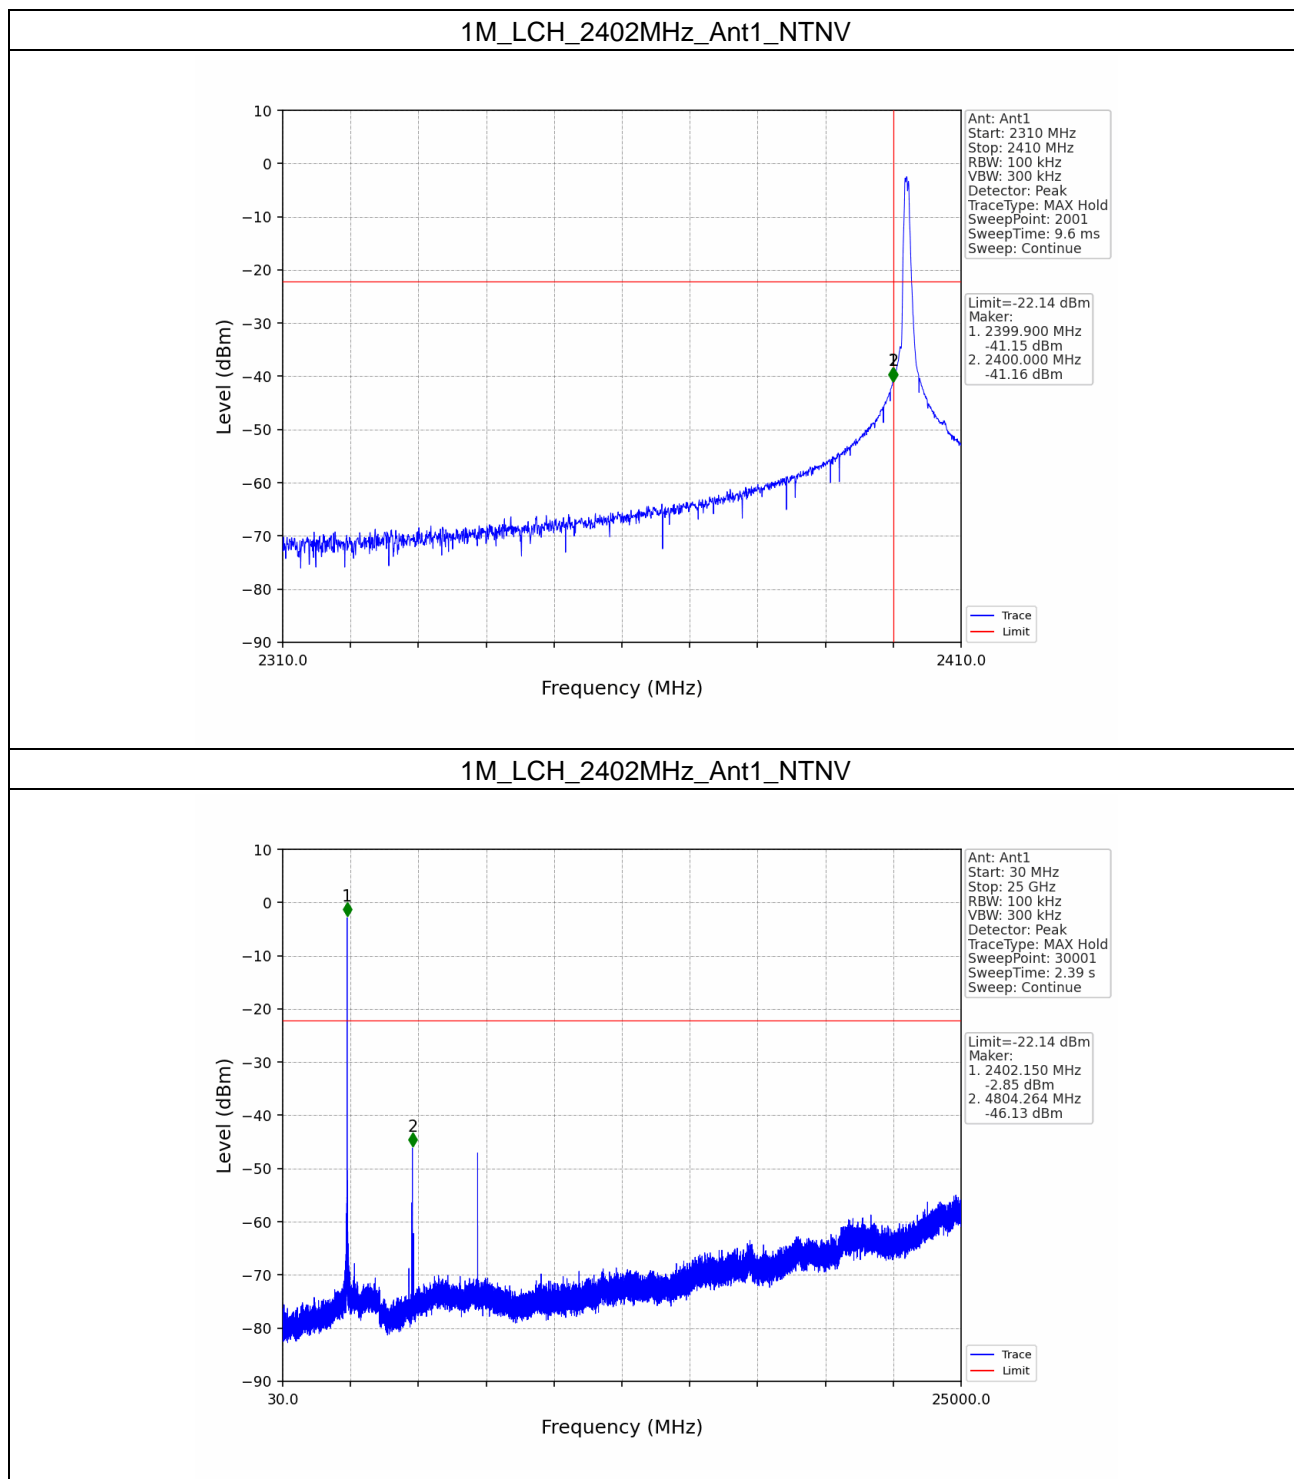 1M_LCH_2402MHz_Ant1_NTNV
10
0
−10
−20
−30
−40
−50
−60
−70
−80
−90
Level (dBm)
2310.0
2410.0
Frequency (MHz)
2
Ant: Ant1
Start: 2310 MHz
Stop: 2410 MHz
RBW: 100 kHz
VBW: 300 kHz
Detector: Peak
TraceType: MAX Hold
SweepPoint: 2001
SweepTime: 9.6 ms
Sweep: Continue
Limit=-22.14 dBm
Maker:
1. 2399.900 MHz
-41.15 dBm
2. 2400.000 MHz
-41.16 dBm
Trace
Limit
1M_LCH_2402MHz_Ant1_NTNV
10
0
−10
−20
−30
−40
−50
−60
−70
−80
−90
Level (dBm)
30.0
25000.0
Frequency (MHz)
1
2
Ant: Ant1
Start: 30 MHz
Stop: 25 GHz
RBW: 100 kHz
VBW: 300 kHz
Detector: Peak
TraceType: MAX Hold
SweepPoint: 30001
SweepTime: 2.39 s
Sweep: Continue
Limit=-22.14 dBm
Maker:
1. 2402.150 MHz
-2.85 dBm
2. 4804.264 MHz
-46.13 dBm
Trace
Limit